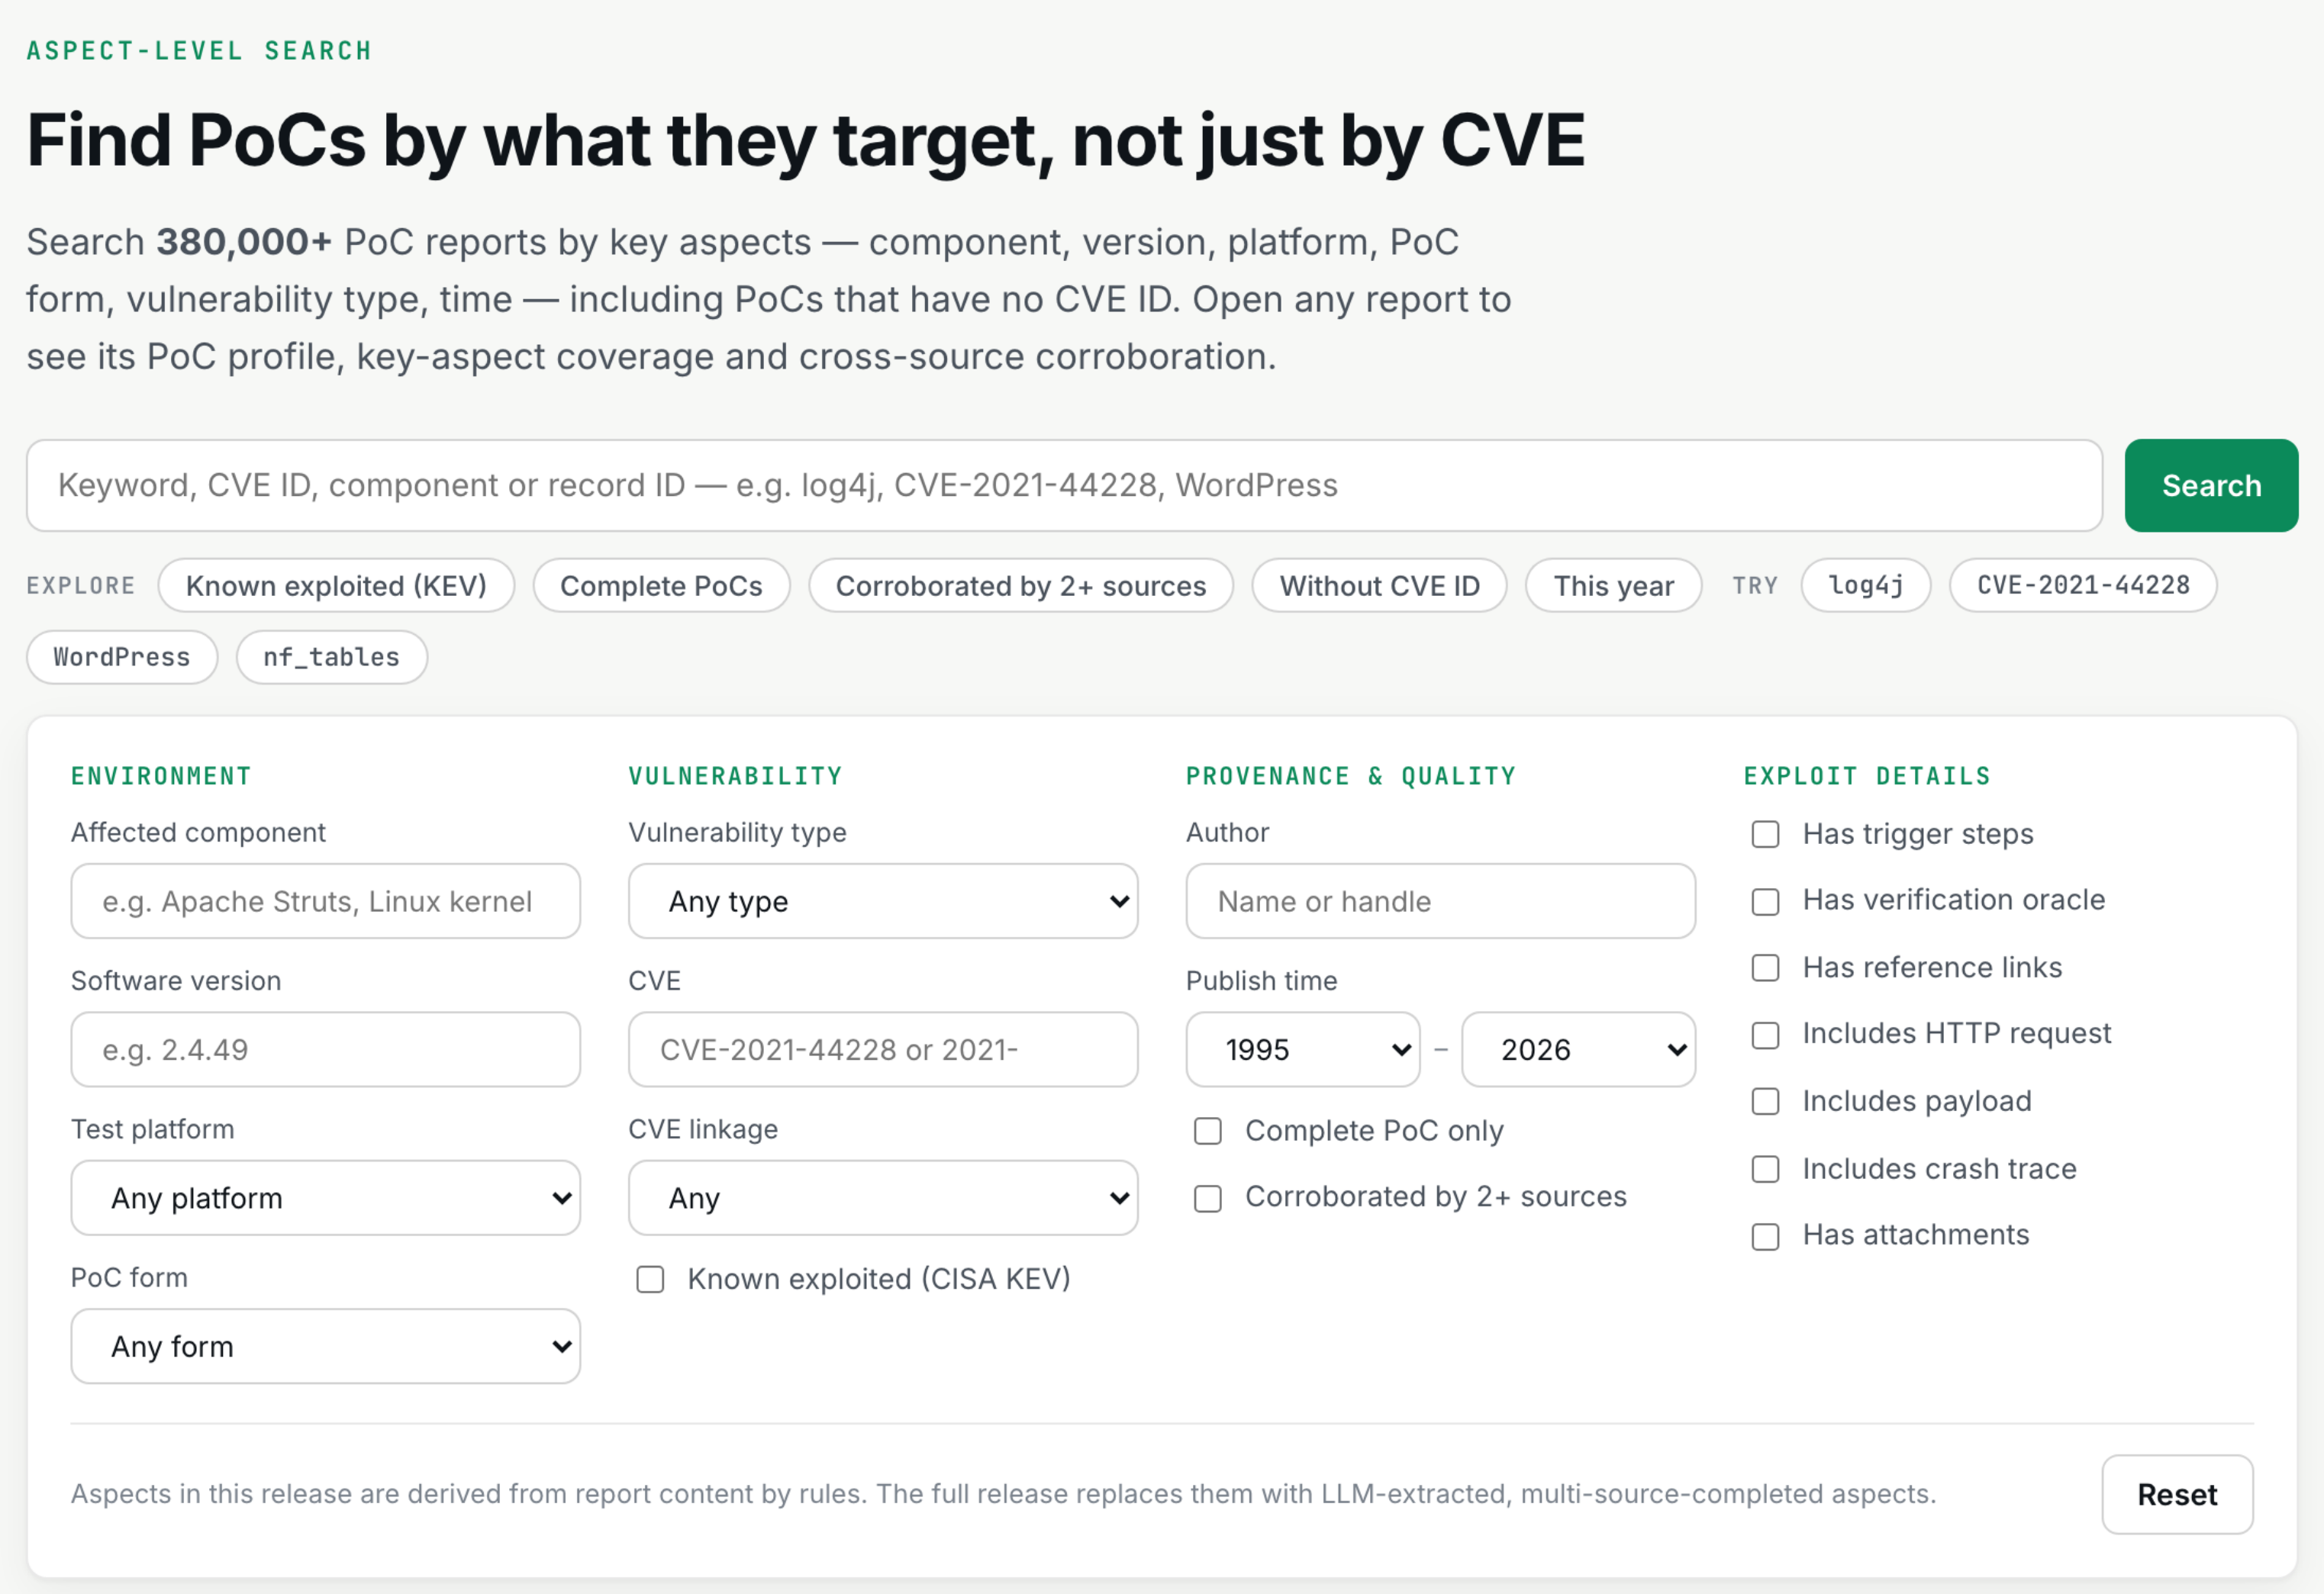 ASPECT-LEVEL SEARCH
Find PoCs by what they target, not just by CVE
Search 380,000+ PoC reports by key aspects — component, version, platform, PoC
form, vulnerability type, time — including PoCs that have no CVE ID. Open any report to
see its PoC profile, key-aspect coverage and cross-source corroboration.
Keyword, CVE ID, component or record ID — e.g. log4j, CVE-2021-44228, WordPress
Search
EXPLORE Known exploited (KEV) Complete PoCs Corroborated by 2+ sources Without CVE ID This year TRY log4j CVE-2021-44228
WordPress nf_tables
ENVIRONMENT
Affected component
e.g. Apache Struts, Linux kernel
Software version
e.g. 2.4.49
Test platform
Any platform
PoC form
Any form
VULNERABILITY
Vulnerability type
Any type
CVE
CVE-2021-44228 or 2021-
CVE linkage
Any
Known exploited (CISA KEV)
PROVENANCE & QUALITY
Author
Name or handle
Publish time
1995 – 2026
Complete PoC only
Corroborated by 2+ sources
EXPLOIT DETAILS
Has trigger steps
Has verification oracle
Has reference links
Includes HTTP request
Includes payload
Includes crash trace
Has attachments
Aspects in this release are derived from report content by rules. The full release replaces them with LLM-extracted, multi-source-completed aspects.
Reset